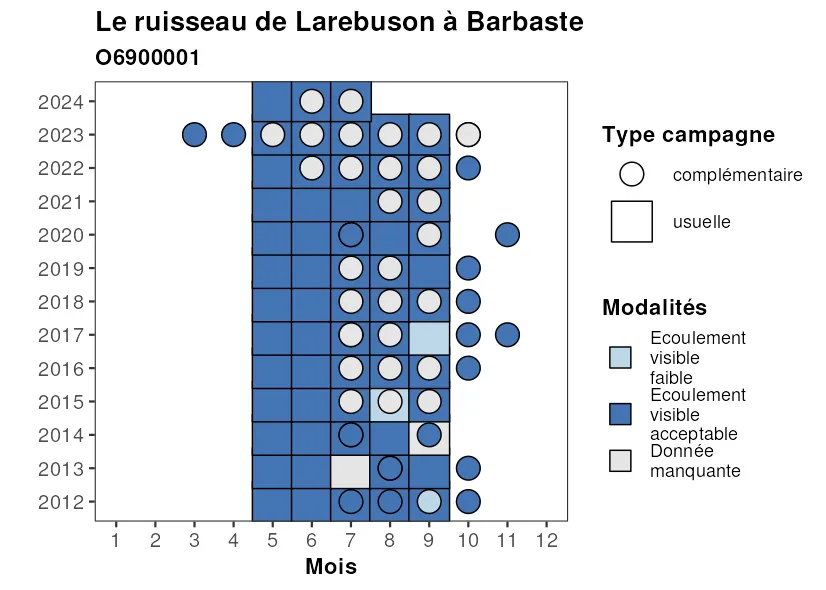 Le ruisseau de Larebuson à Barbaste
O6900001
2024
2023
2022
2021
2020
2019
2018
2017
2016
2015
2014
2013
2012
1 2 3 4 5 6 7 8 9 10 11 12
Mois
Type campagne
complémentaire
usuelle
Modalités
Ecoulement
visible
faible
Ecoulement
visible
acceptable
Donnée
manquante